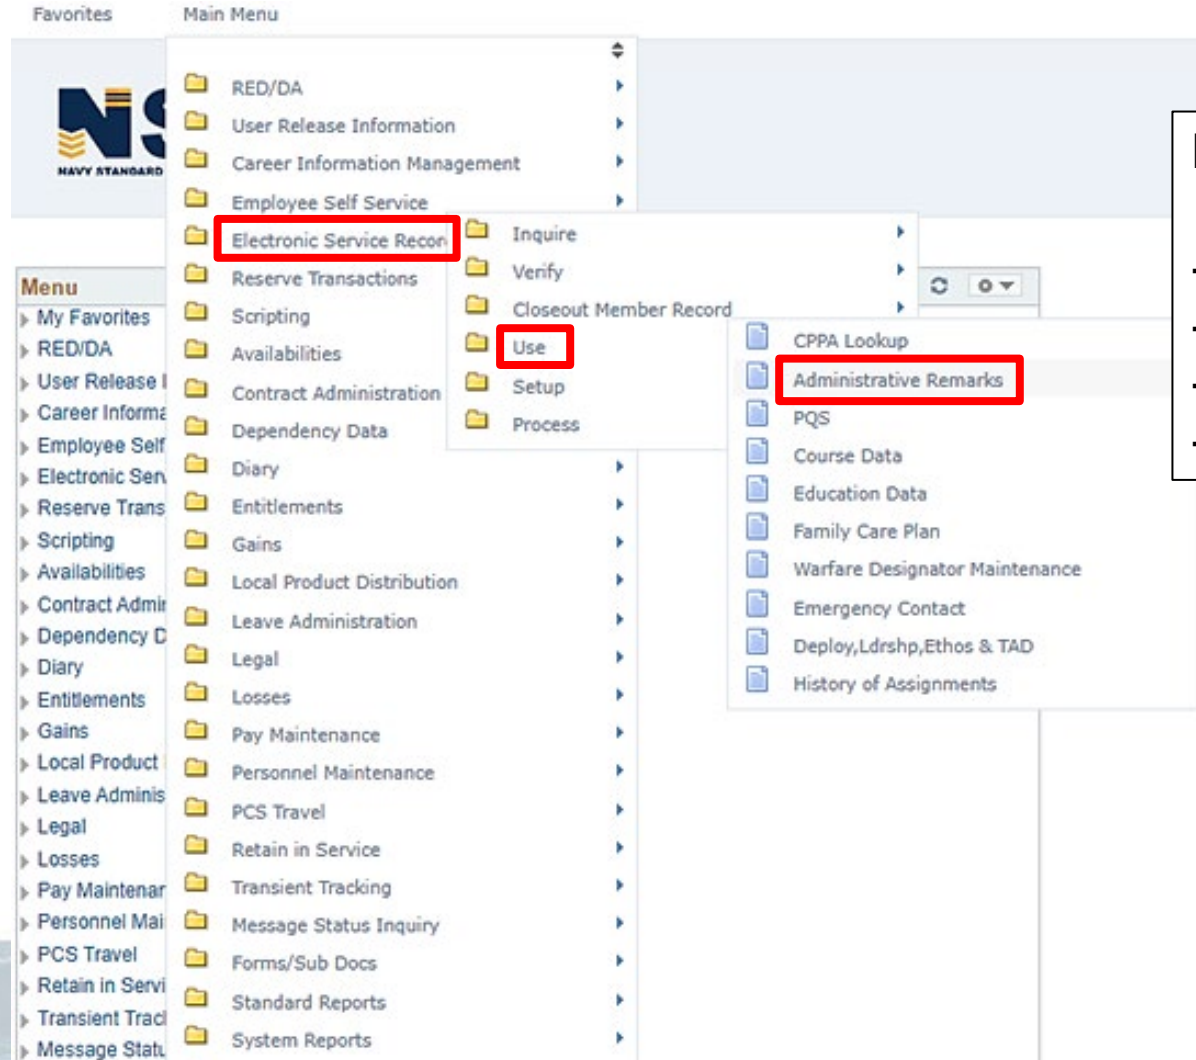 Favorites Main Menu
RED/DA
User Release Information
Career Information Management
Employee Self Service
Electronic Service Recor
Reserve Transactions
Scripting
Availabilities
Contract Administration
Dependency Data
Diary
Entitlements
Gains
Local Product Distribution
Leave Administration
Legal
Losses
Pay Maintenance
Personnel Maintenance
PCS Travel
Retain in Service
Transient Tracking
Message Status Inquiry
Forms/Sub Docs
Standard Reports
System Reports
Inquire
Verify
Closeout Member Record
Use
Setup
Process
CPPA Lookup
Administrative Remarks
PQS
Course Data
Education Data
Family Care Plan
Warfare Designator Maintenance
Emergency Contact
Deploy,Ldrshp,Ethos & TAD
History of Assignments
NS
NAVY STANDARD
Menu
My Favorites
RED/DA
User Release
Career Informa
Employee Self
Electronic Serv
Reserve Trans
Scripting
Availabilities
Contract Admin
Dependency D
Diary
Entitlements
Gains
Local Product
Leave Adminis
Legal
Losses
Pay Maintenan
Personnel Mai
PCS Travel
Retain in Servi
Transient Tracl
Message Statu